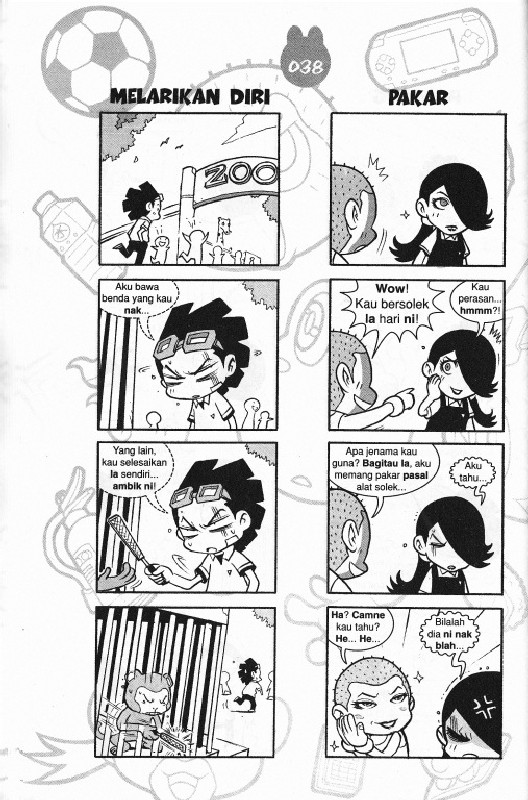 038
MELARIKAN DIRI
ZOO
Aku bawa
benda yang kau
nak...
Yang lain,
kau selesaikan
la sendiri...
ambik ni!
PAKAR
Wow!
Kau bersolek
la hari ni!
Kau
perasan...
hmmm?!
Apa jenama kau
guna? Bagitau la, aku
memang pakar pasal
alat solek...
Aku
tahu...
Ha? Camne
kau tahu?
He... He...
Bilalah
dia ni nak
blah...